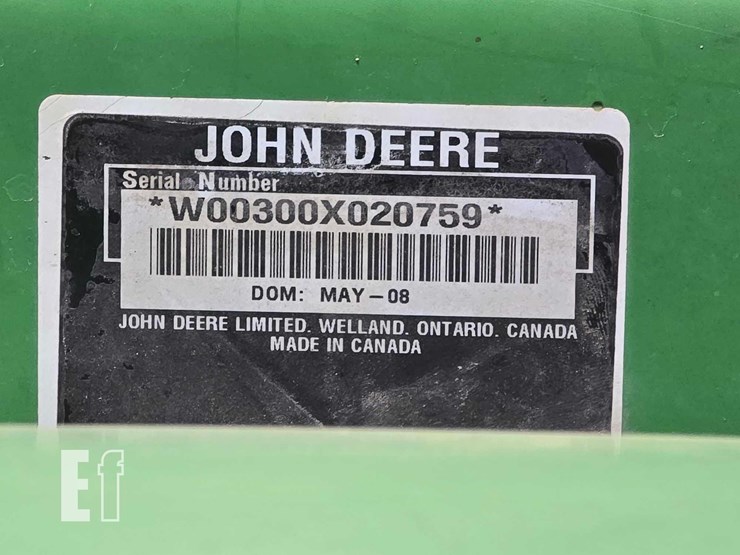 JOHN DEERE
Serial Number
*W00300X020759*
DOM: MAY-08
JOHN DEERE LIMITED. WELLAND. ONTARIO. CANADA
MADE IN CANADA
Ef